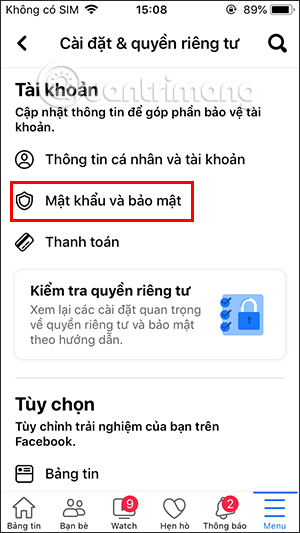 Không có SIM 15:08 89%
Cài đặt & quyền riêng tư
Tài khoản
quantrimang
Cập nhật thông tin để góp phần bảo vệ tài
khoản.
Thông tin cá nhân và tài khoản
Mật khẩu và bảo mật
Thanh toán
Kiểm tra quyền riêng tư
Xem lại các cài đặt quan trọng
về quyền riêng tư và bảo mật
theo hướng dẫn.
Tùy chọn
Tùy chỉnh trải nghiệm của bạn trên
Facebook.
Bảng tin
9 2
Bảng tin Bạn bè Watch Hẹn hò Thông báo Menu